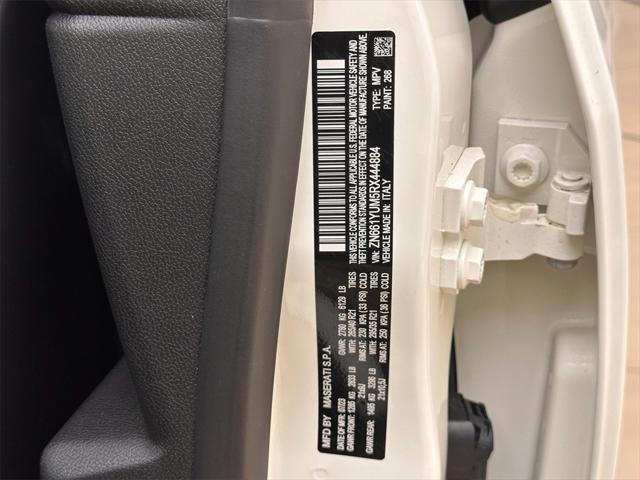 MFD BY MASERATI S.P.A.
DATE OF MFR: 07/23 GVWR: 2780 KG 6129 LB
GAWR FRONT: 1285 KG 2833 LB WITH: 265/40 R21 TIRES
21x9J RIMS AT: 230 KPA (33 PSI) COLD
GAWR REAR: 1495 KG 3296 LB WITH: 295/35 R21 TIRES
21x10,5J RIMS AT: 250 KPA (36 PSI) COLD
THIS VEHICLE CONFORMS TO ALL APPLICABLE U.S. FEDERAL MOTOR VEHICLE SAFETY AND
THEFT PREVENTION STANDARDS IN EFFECT ON THE DATE OF MANUFACTURE SHOWN ABOVE.
VIN: ZN661YUM5RX444884 TYPE: MPV
VEHICLE MADE IN: ITALY PAINT: 268